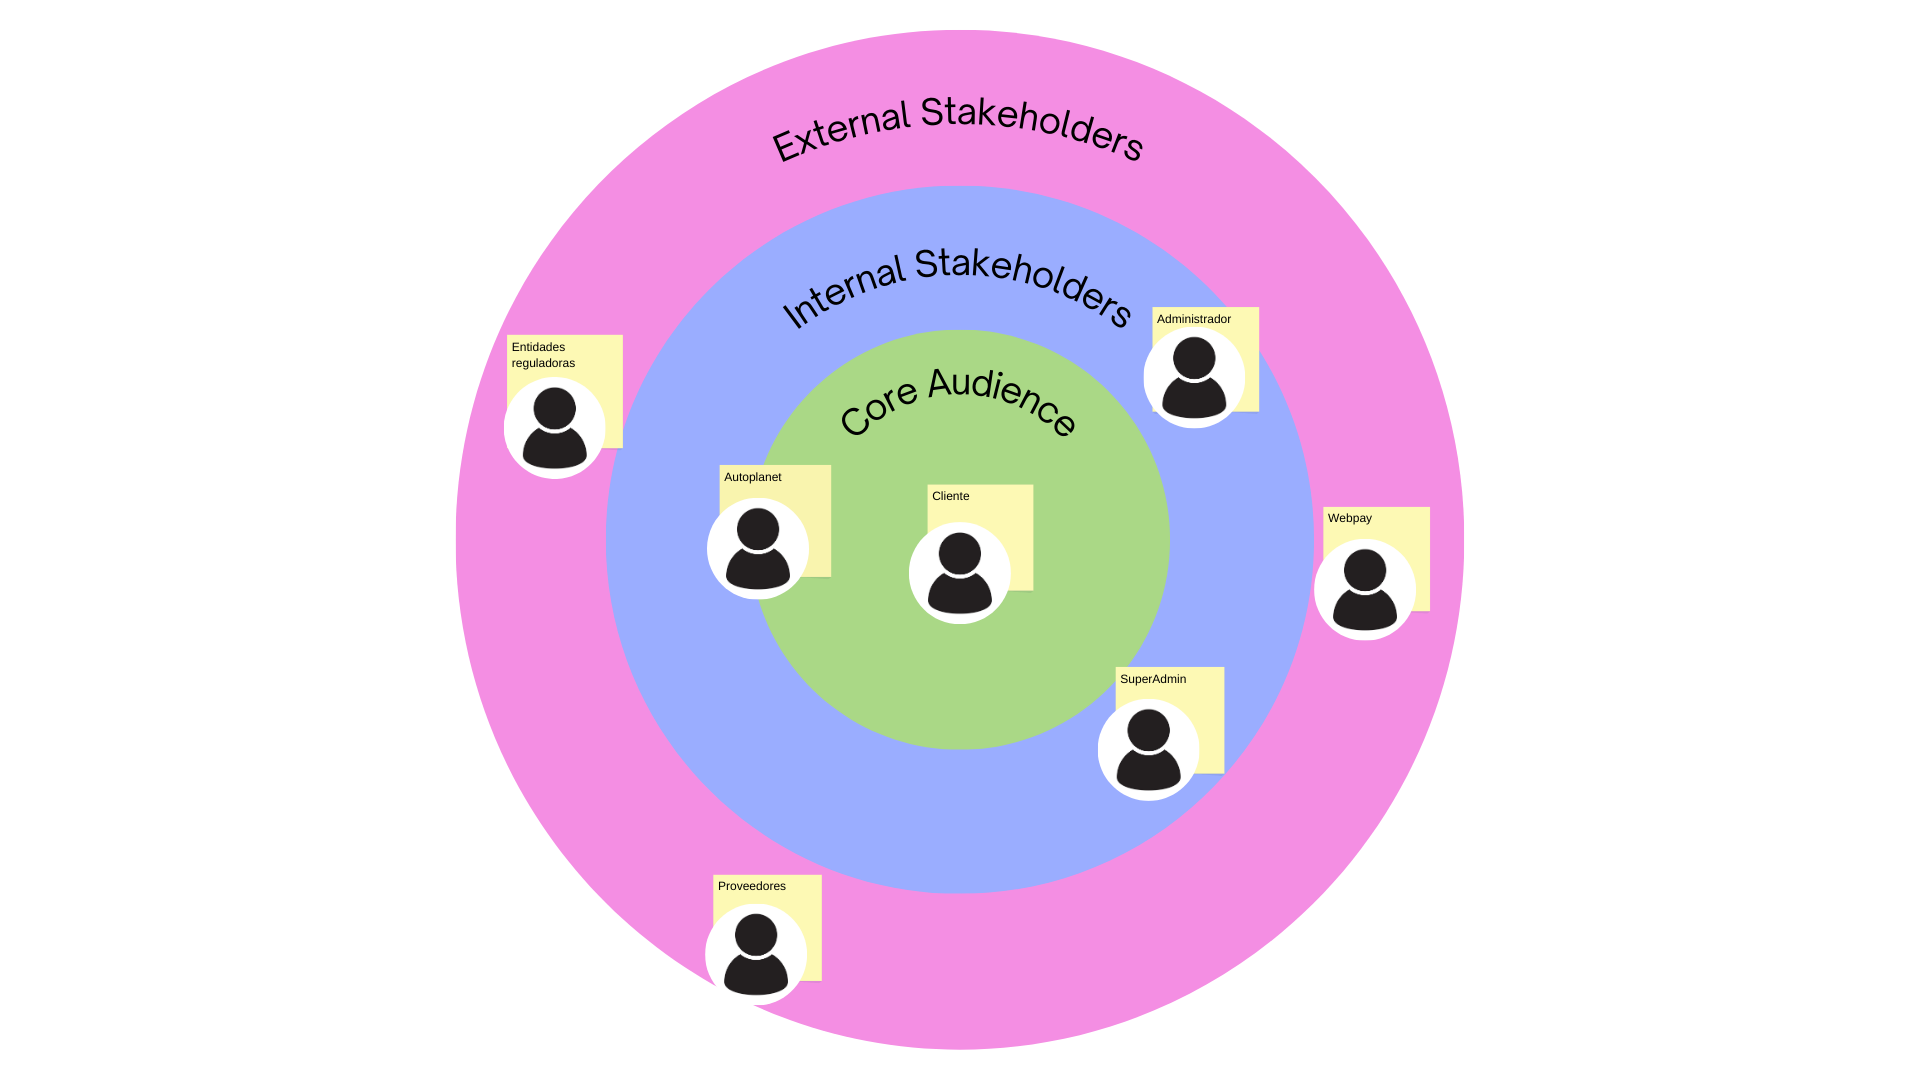 External Stakeholders
Internal Stakeholders
Administrador
Entidades
reguladoras
Core Audience
Autoplanet
Cliente
Webpay
SuperAdmin
Proveedores